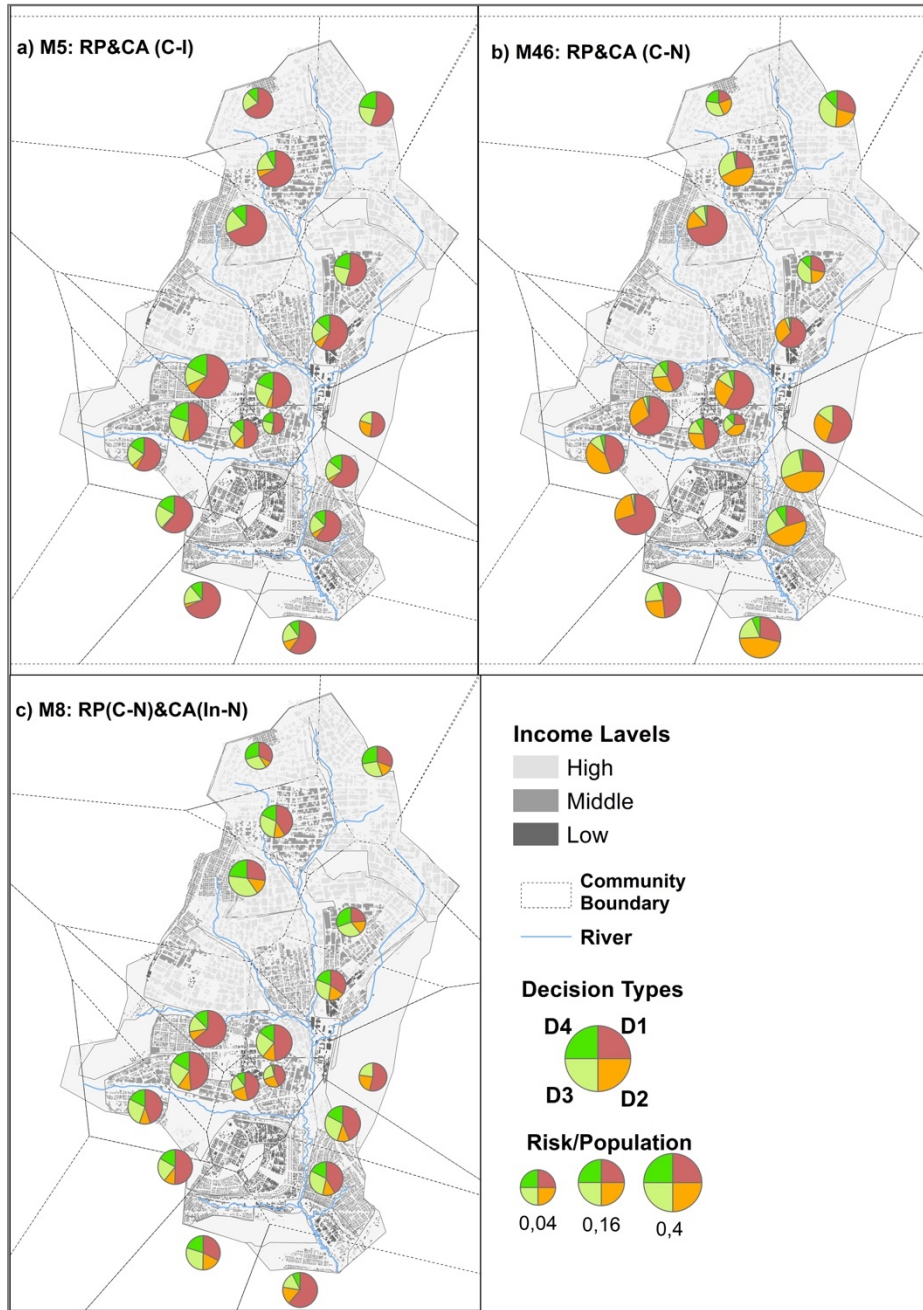 a) M5: RP&CA (C-I)
b) M46: RP&CA (C-N)
c) M8: RP(C-N)&CA(In-N)
Income Lavels
High
Middle
Low
Community
Boundary
River
Decision Types
D4
D1
D3
D2
Risk/Population
0,04
0,16
0,4